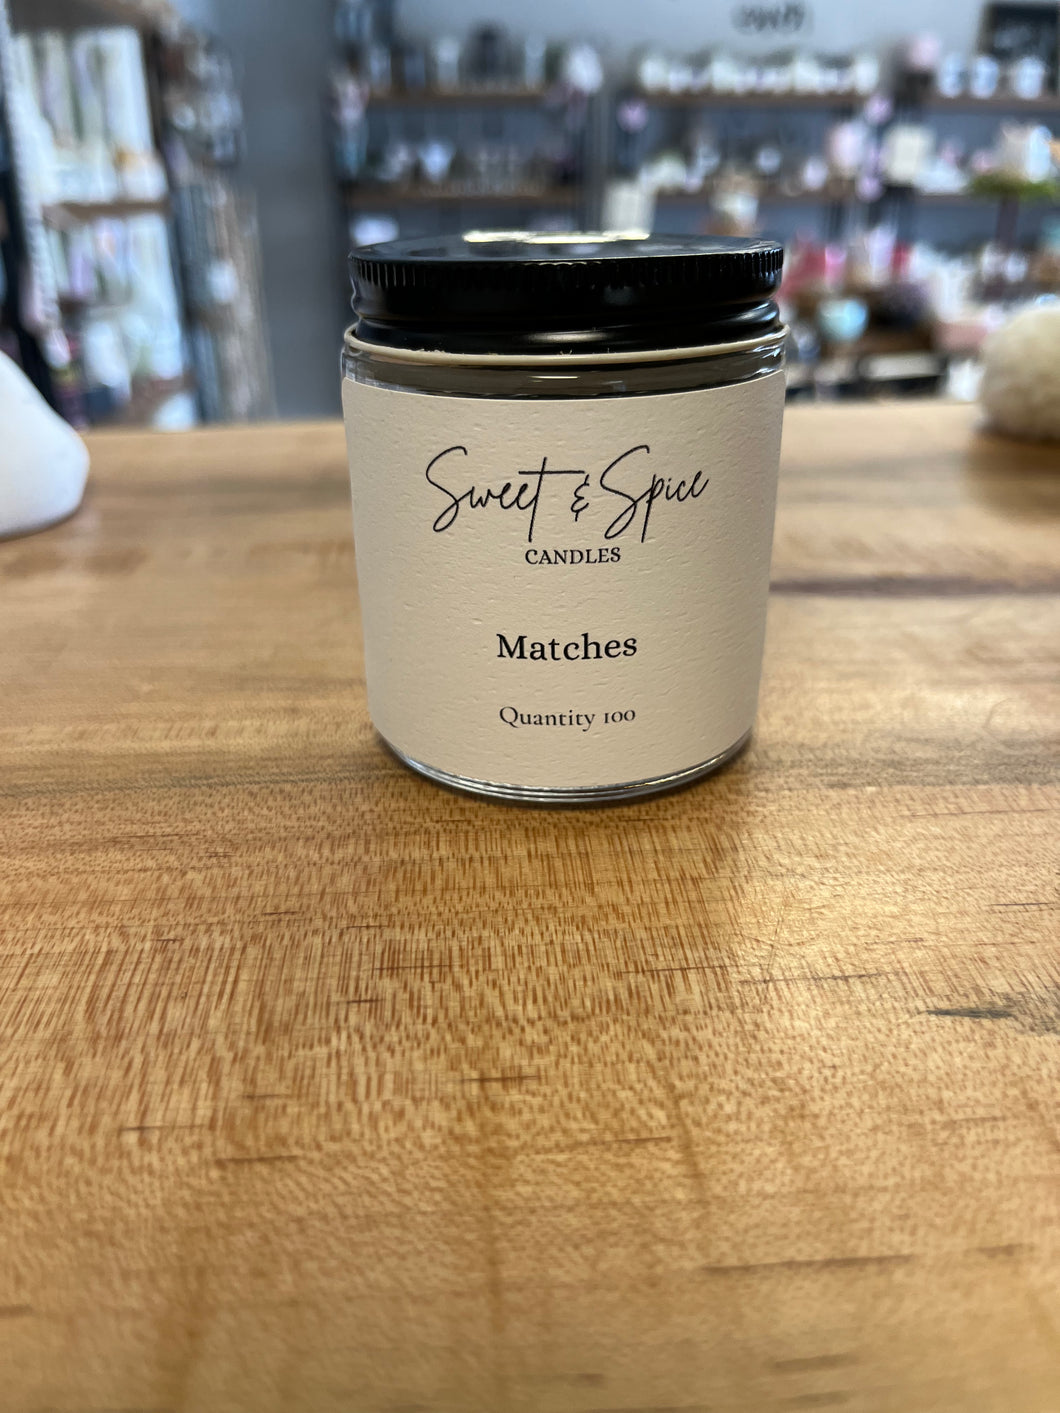 Sweet & Spice
CANDLES
Matches
Quantity 100